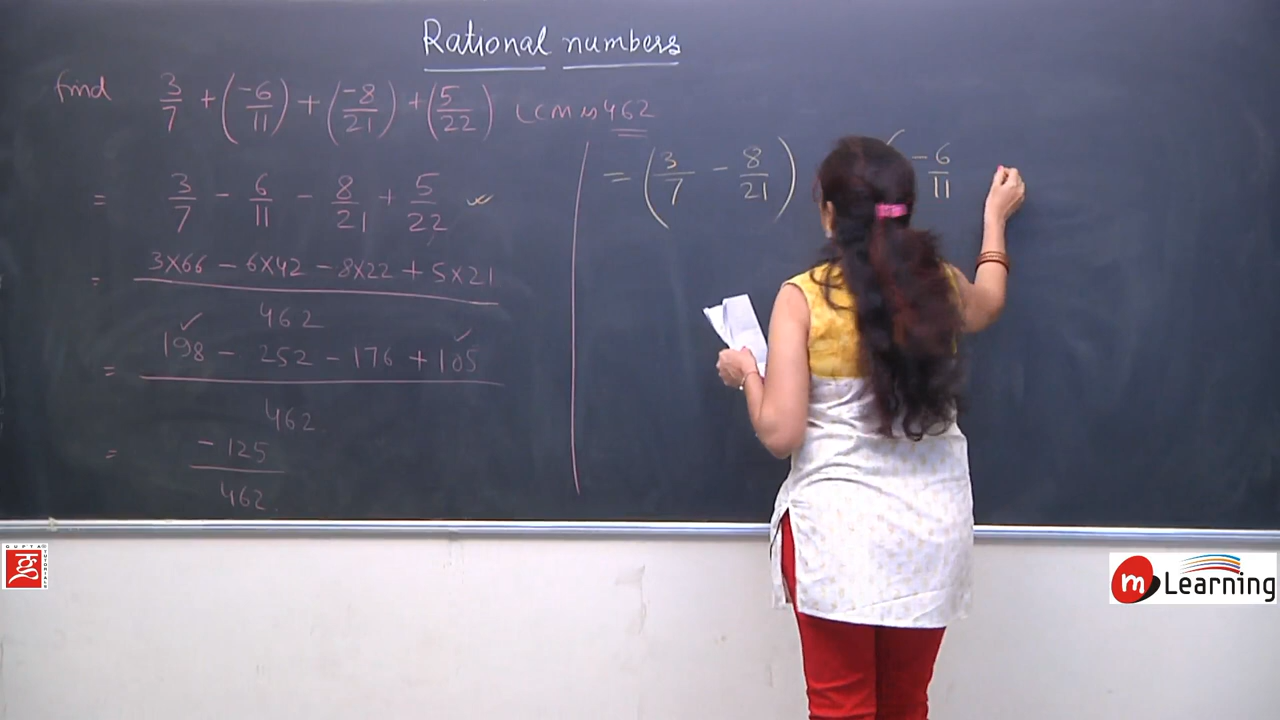 Rational numbers
find 3/7 + (-6/11) + (-8/21) + (5/22) LCM is 462
= 3/7 - 6/11 - 8/21 + 5/22
= 3X66 - 6X42 - 8X22 + 5X21 / 462
= 198 - 252 - 176 + 105 / 462
= -125 / 462.
= (3/7 - 8/21) ( -6/11
GUPTA TUTORIALS
m Learning